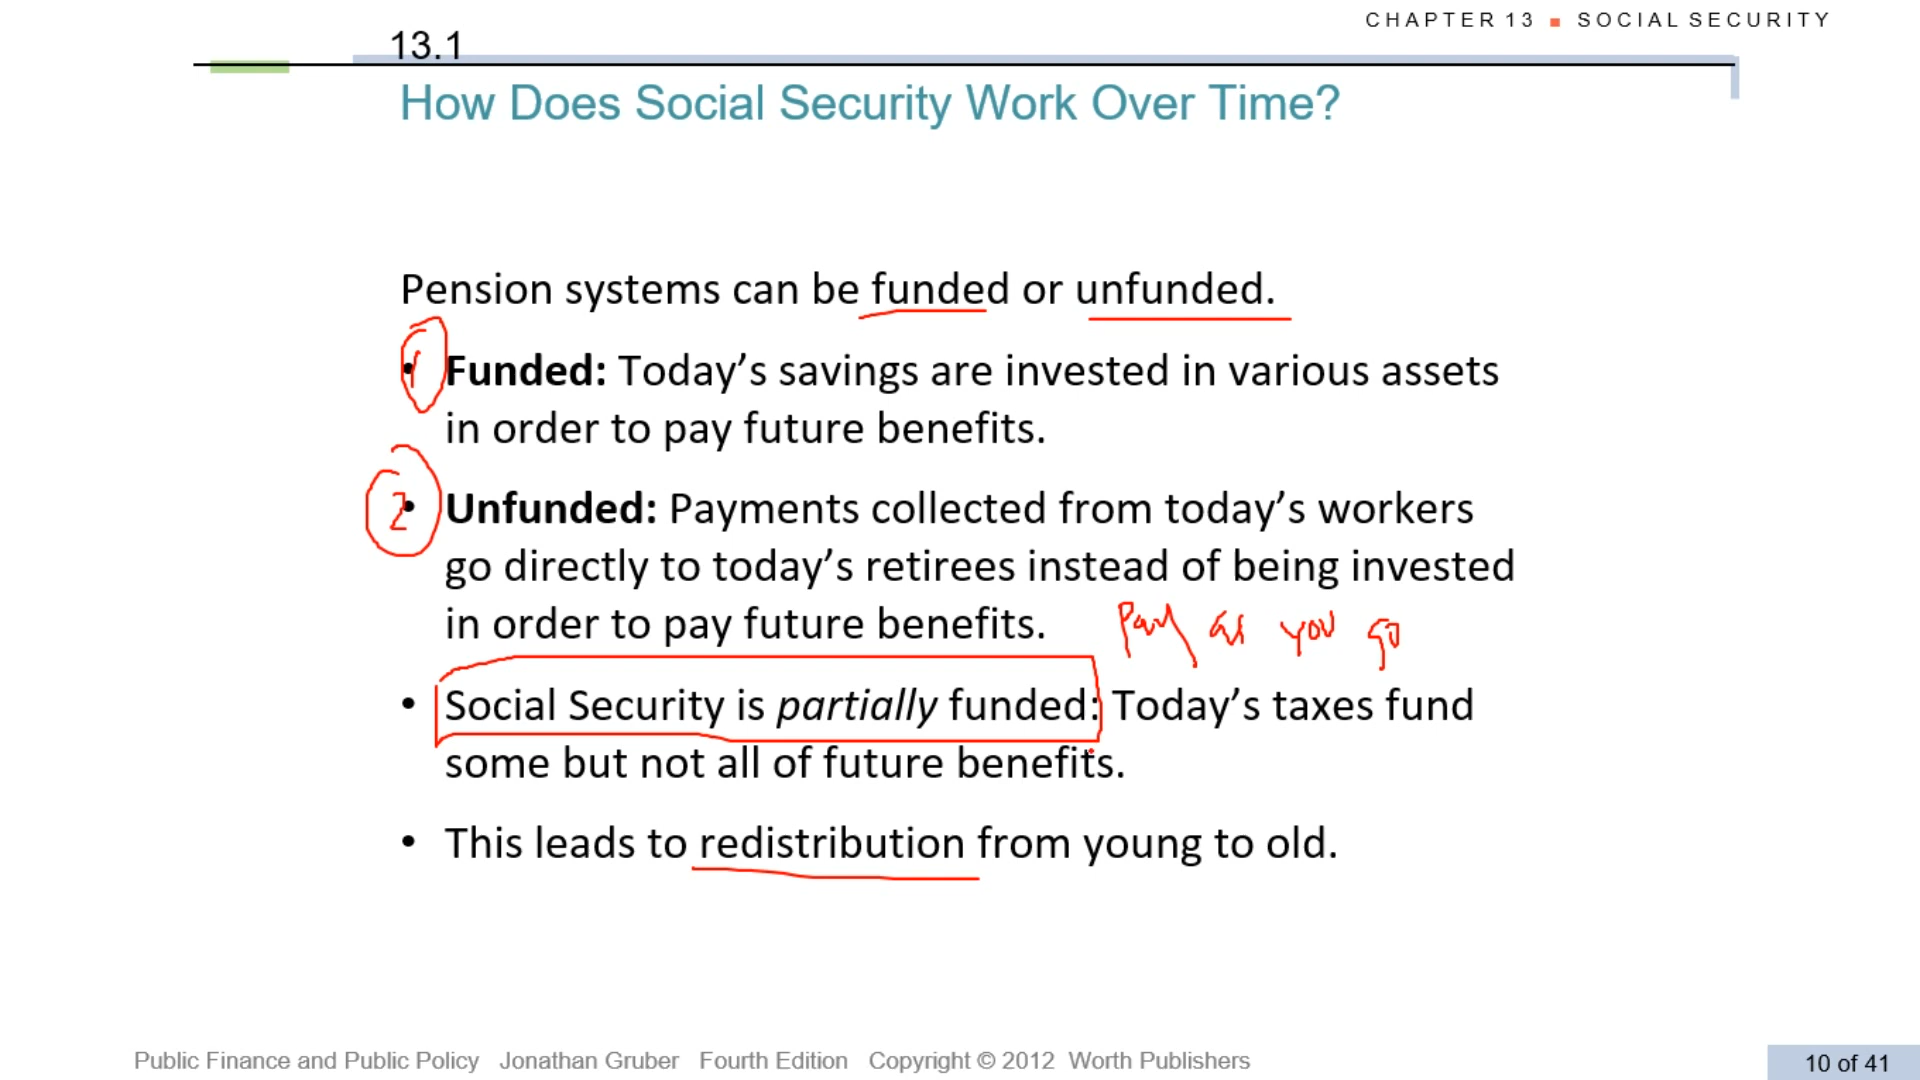 CHAPTER 13 ■ SOCIAL SECURITY
13.1
How Does Social Security Work Over Time?
Pension systems can be funded or unfunded.
1
• Funded: Today’s savings are invested in various assets
in order to pay future benefits.
2
• Unfunded: Payments collected from today’s workers
go directly to today’s retirees instead of being invested
in order to pay future benefits.
Pay as you go
• Social Security is partially funded: Today’s taxes fund
some but not all of future benefits.
• This leads to redistribution from young to old.
Public Finance and Public Policy Jonathan Gruber Fourth Edition Copyright © 2012 Worth Publishers
10 of 41